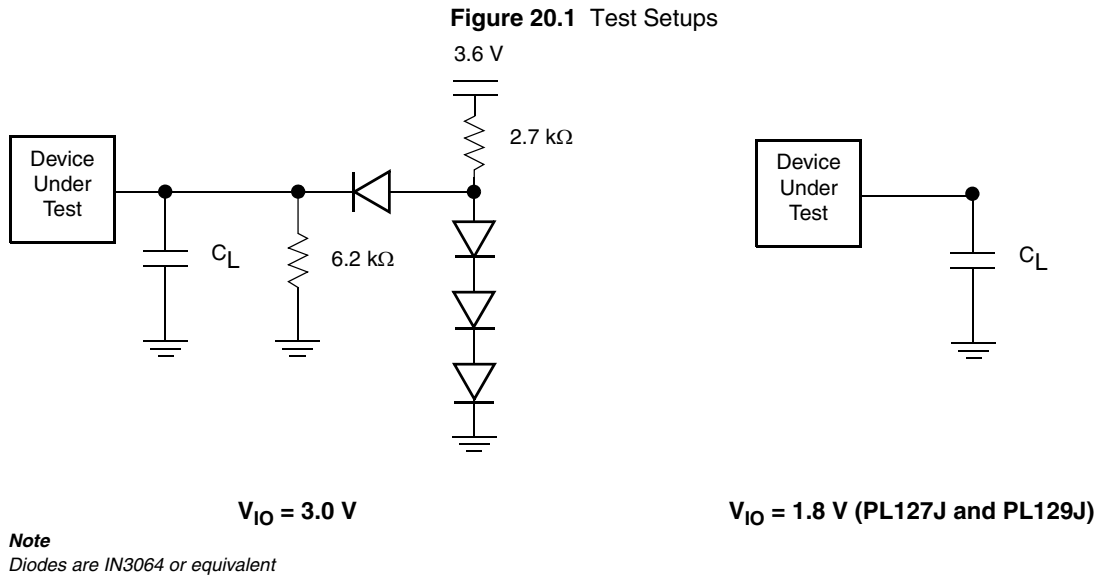 Figure 20.1 Test Setups
3.6 V
2.7 kΩ
Device
Under
Test
C_L
6.2 kΩ
Device
Under
Test
C_L
V_IO = 3.0 V
V_IO = 1.8 V (PL127J and PL129J)
Note
Diodes are IN3064 or equivalent